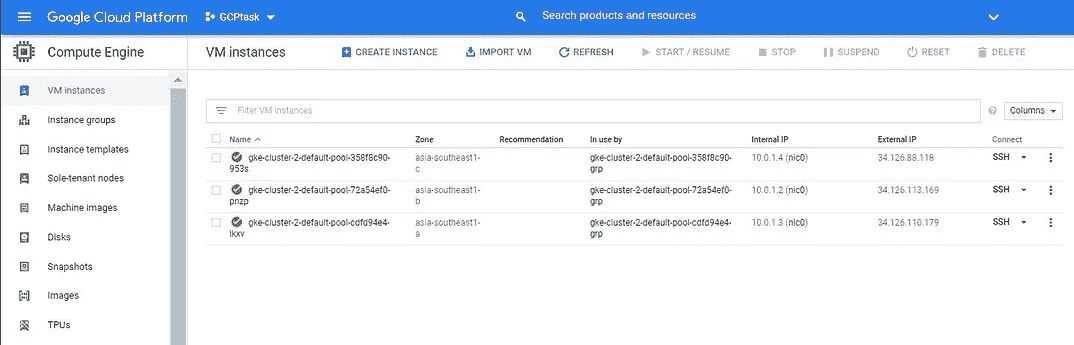 Google Cloud Platform GCPtask Search products and resources
Compute Engine
VM instances
CREATE INSTANCE
IMPORT VM
REFRESH
START / RESUME
STOP
SUSPEND
RESET
DELETE
VM instances
Instance groups
Instance templates
Sole-tenant nodes
Machine images
Disks
Snapshots
Images
TPUs
Filter VM instances
Columns
Name Zone Recommendation In use by Internal IP External IP Connect
gke-cluster-2-default-pool-358f8c90- asia-southeast1- gke-cluster-2-default-pool-358f8c90- 10.0.1.4 (nic0) 34.126.88.118 SSH
953s c grp
gke-cluster-2-default-pool-72a54ef0- asia-southeast1- gke-cluster-2-default-pool-72a54ef0- 10.0.1.2 (nic0) 34.126.113.169 SSH
pnzp b grp
gke-cluster-2-default-pool-cdfd94e4- asia-southeast1- gke-cluster-2-default-pool-cdfd94e4- 10.0.1.3 (nic0) 34.126.110.179 SSH
lkxv a grp